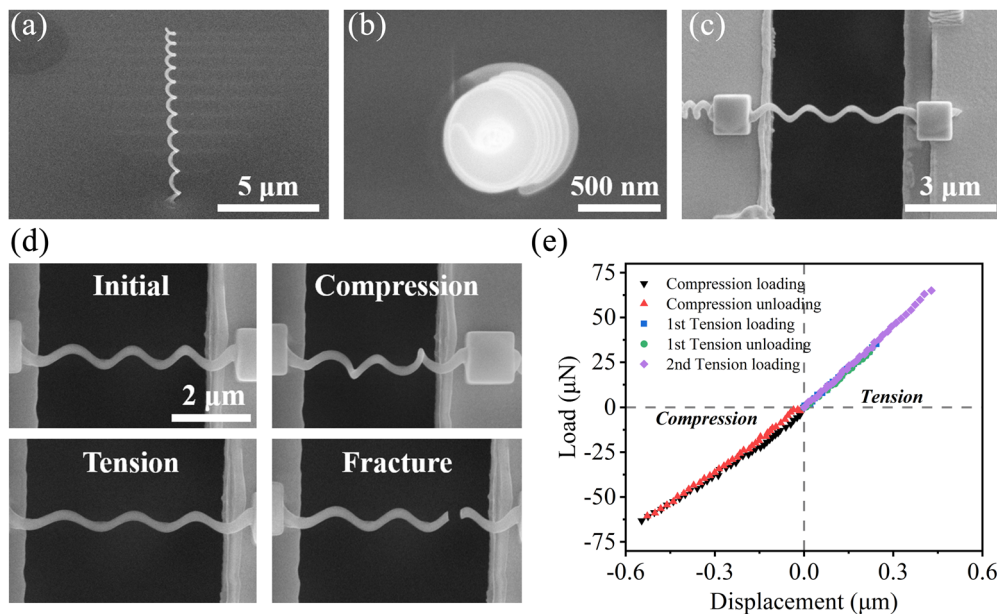 (a)
5 μm
(b)
500 nm
(c)
3 μm
(d)
Initial
2 μm
Compression
Tension
Fracture
(e)
75
50
25
0
-25
-50
-75
Load (μN)
Compression loading
Compression unloading
1st Tension loading
1st Tension unloading
2nd Tension loading
Compression
Tension
-0.6
-0.3
0.0
0.3
0.6
Displacement (μm)